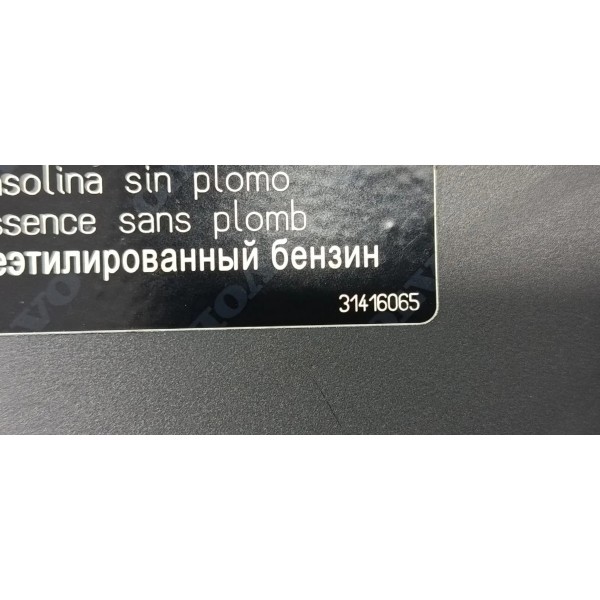 asolina sin plomo
ssence sans plomb
еэтилированный бензин
31416065